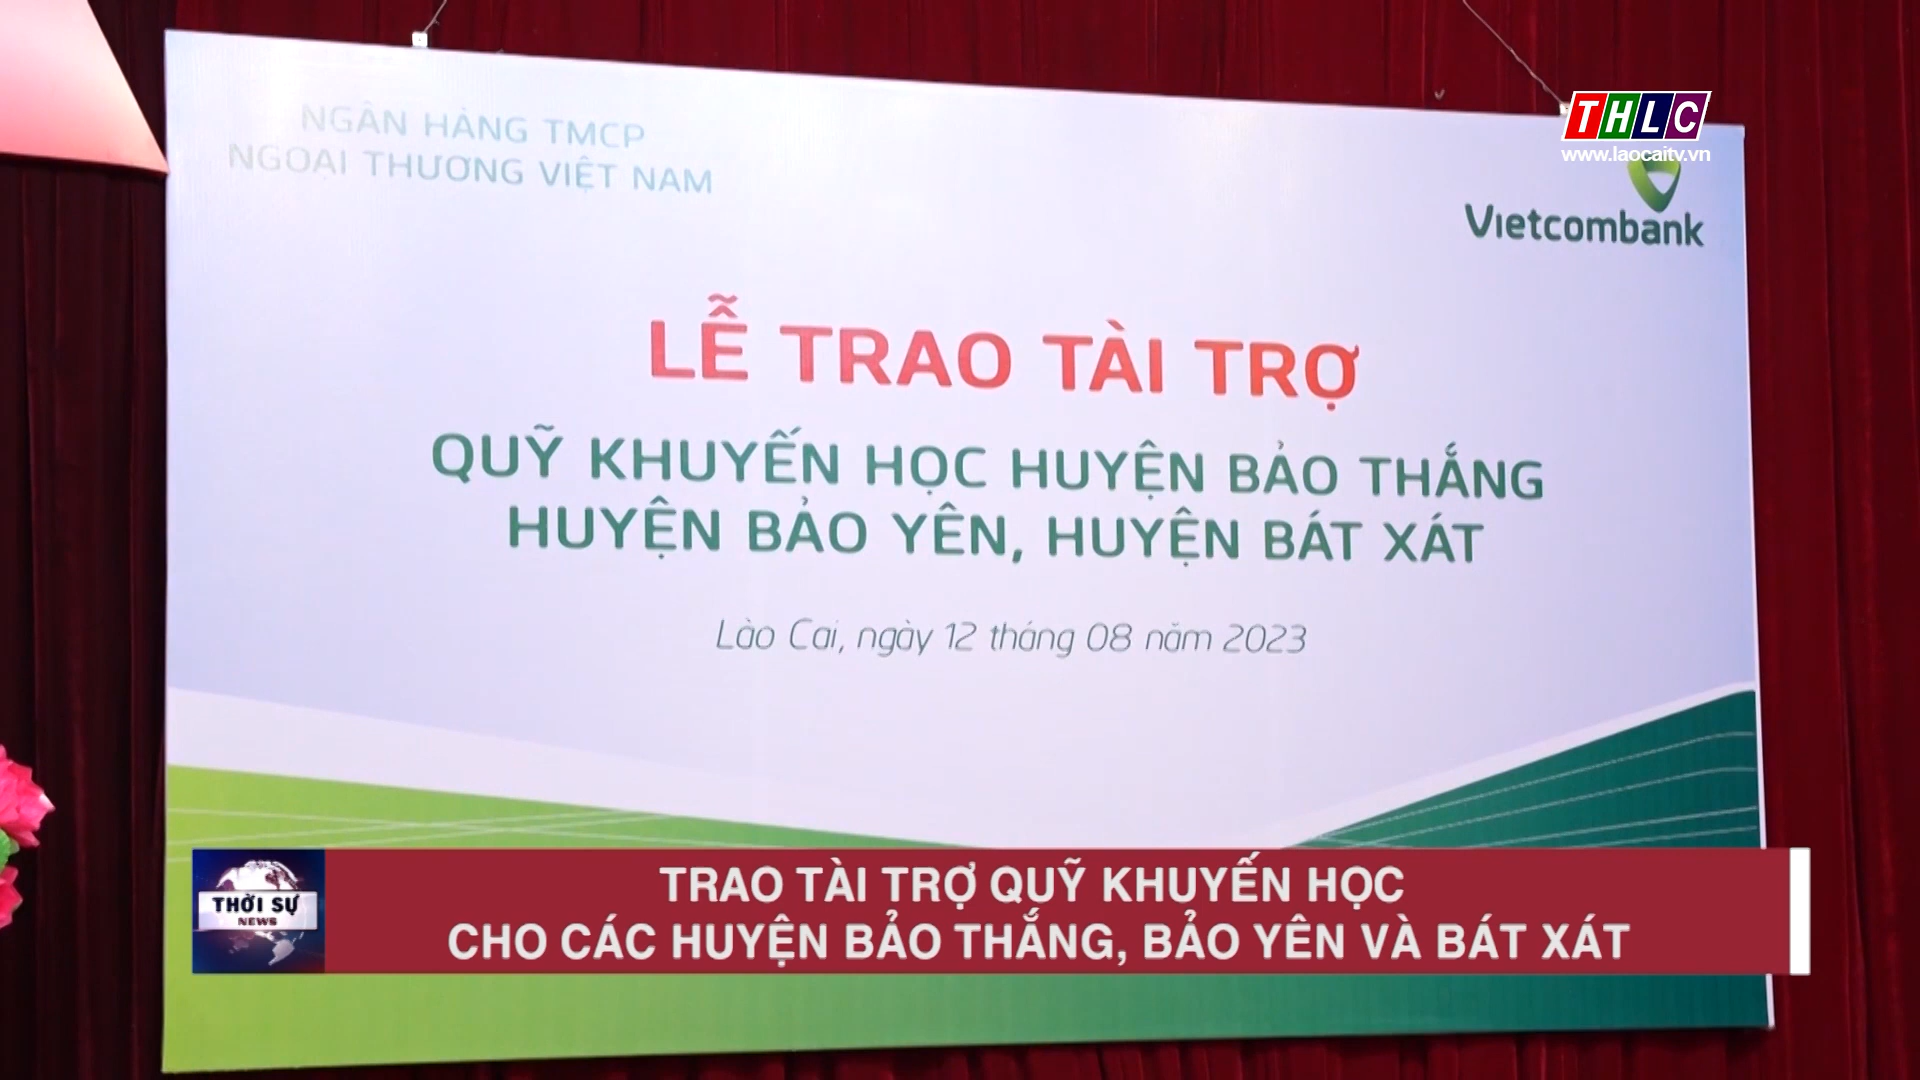 THLC
www.laocaitv.vn
NGÂN HÀNG TMCP
NGOẠI THƯƠNG VIỆT NAM
Vietcombank
LỄ TRAO TÀI TRỢ
QUỸ KHUYẾN HỌC HUYỆN BẢO THẮNG
HUYỆN BẢO YÊN, HUYỆN BÁT XÁT
Lào Cai, ngày 12 tháng 08 năm 2023
THỜI SỰ
NEWS
TRAO TÀI TRỢ QUỸ KHUYẾN HỌC
CHO CÁC HUYỆN BẢO THẮNG, BẢO YÊN VÀ BÁT XÁT